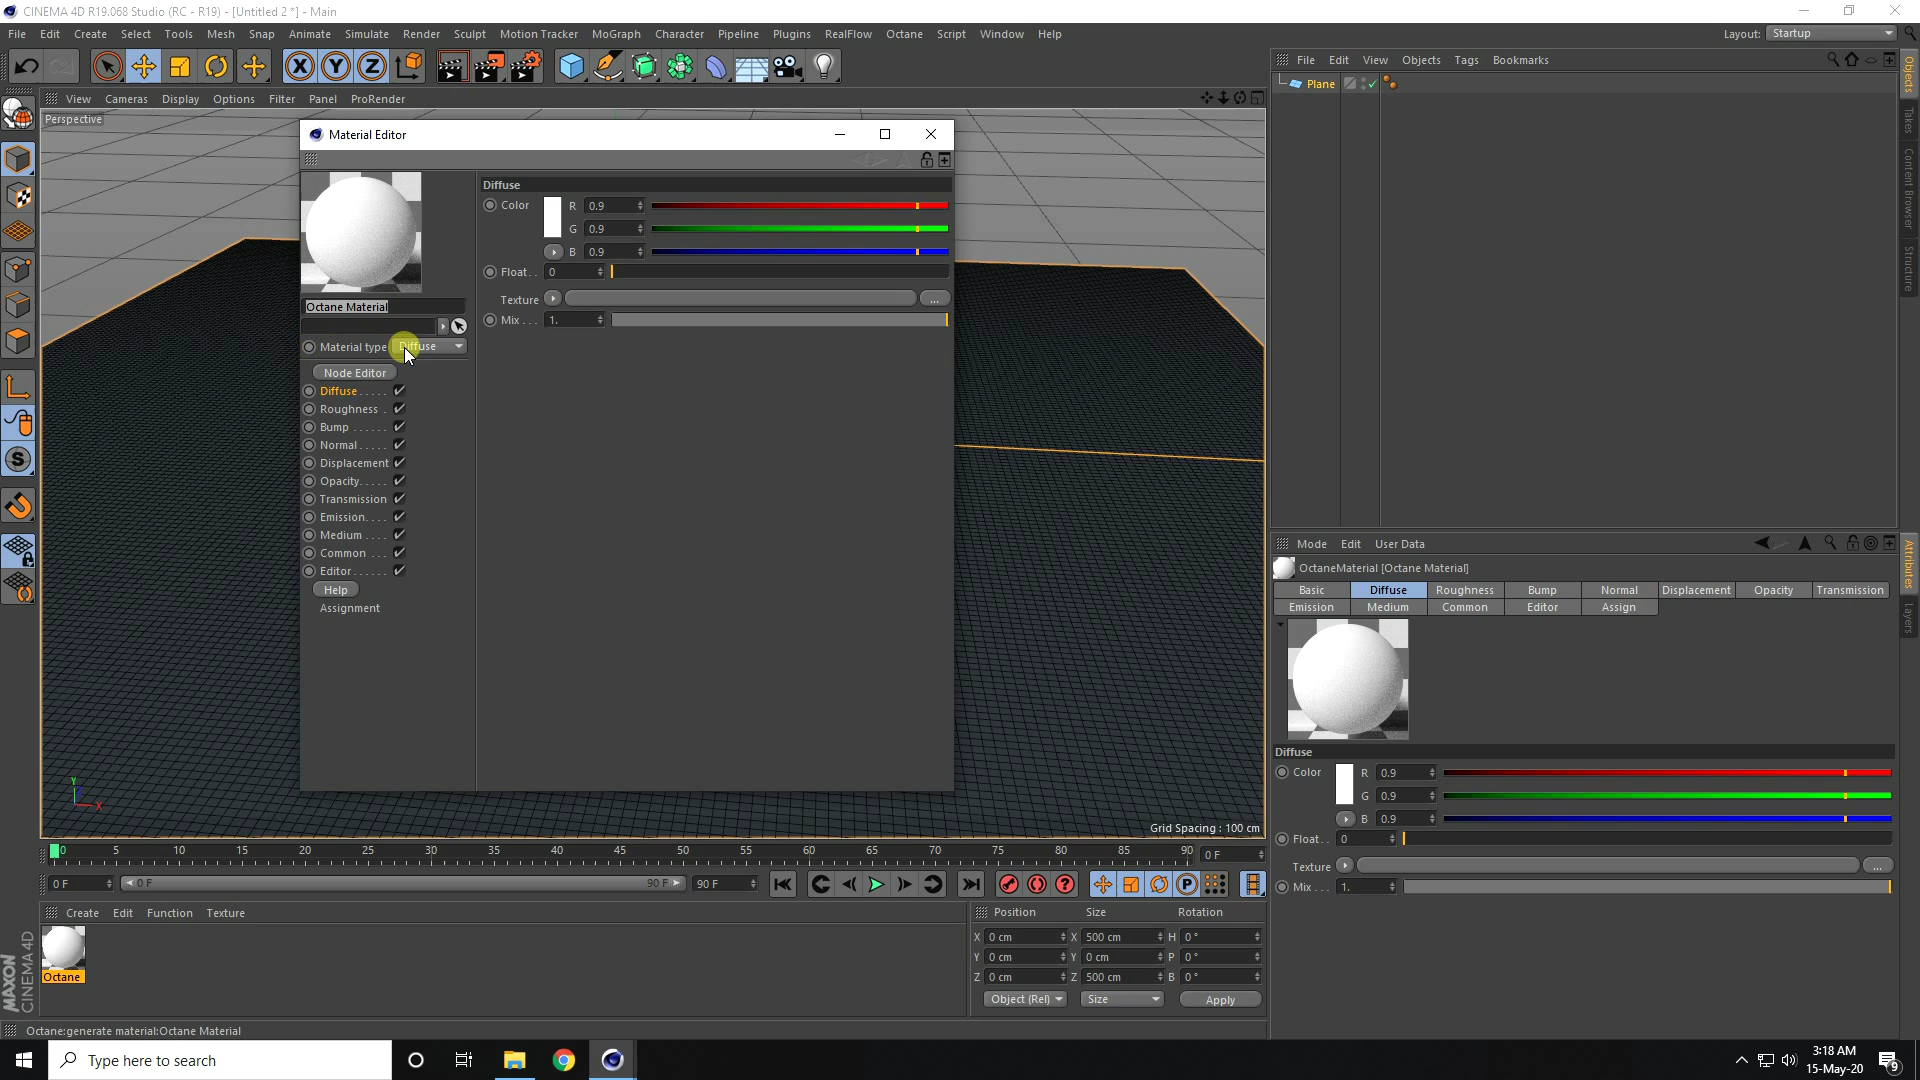 CINEMA 4D R19.068 Studio (RC - R19) - [Untitled 2 *] - Main
File Edit Create Select Tools Mesh Snap Animate Simulate Render Sculpt Motion Tracker MoGraph Character Pipeline Plugins RealFlow Octane Script Window Help
Layout: Startup
File Edit View Objects Tags Bookmarks
Plane
View Cameras Display Options Filter Panel ProRender
Perspective
Material Editor
Octane Material
Material type Diffuse
Node Editor
Diffuse.....
Roughness .
Bump ......
Normal.....
Displacement
Opacity.....
Transmission
Emission....
Medium ....
Common ...
Editor......
Help
Assignment
Diffuse
Color R 0.9
G 0.9
B 0.9
Float.. 0
Texture ...
Mix ... 1.
Grid Spacing : 100 cm
Y
X
Objects
Takes
Content Browser
Structure
Attributes
Layers
Mode Edit User Data
OctaneMaterial [Octane Material]
Basic Diffuse Roughness Bump Normal Displacement Opacity Transmission
Emission Medium Common Editor Assign
Diffuse
Color R 0.9
G 0.9
B 0.9
Float.. 0
Texture ...
Mix ... 1.
0 5 10 15 20 25 30 35 40 45 50 55 60 65 70 75 80 85 90 0 F
0 F 0 F 90 F 90 F
Create Edit Function Texture
Octane
MAXON
CINEMA 4D
Position Size Rotation
X 0 cm X 500 cm H 0 °
Y 0 cm Y 0 cm P 0 °
Z 0 cm Z 500 cm B 0 °
Object (Rel) Size Apply
Octane:generate material:Octane Material
Type here to search
3:18 AM
15-May-20
9